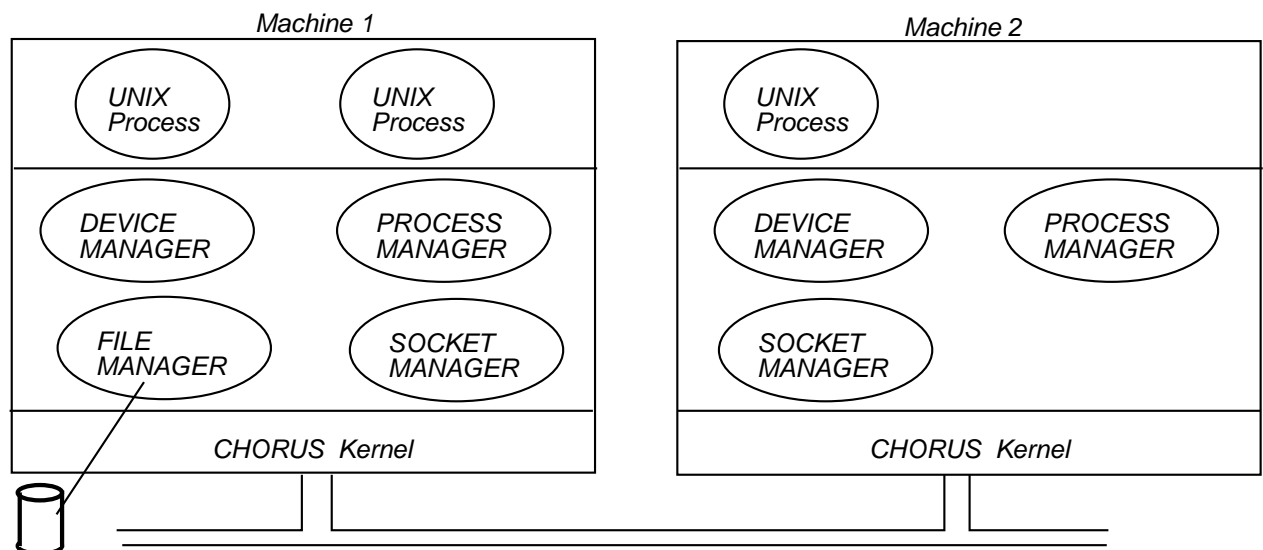 Machine 1
Machine 2
UNIX
Process
UNIX
Process
UNIX
Process
DEVICE
MANAGER
PROCESS
MANAGER
DEVICE
MANAGER
PROCESS
MANAGER
FILE
MANAGER
SOCKET
MANAGER
SOCKET
MANAGER
CHORUS Kernel
CHORUS Kernel